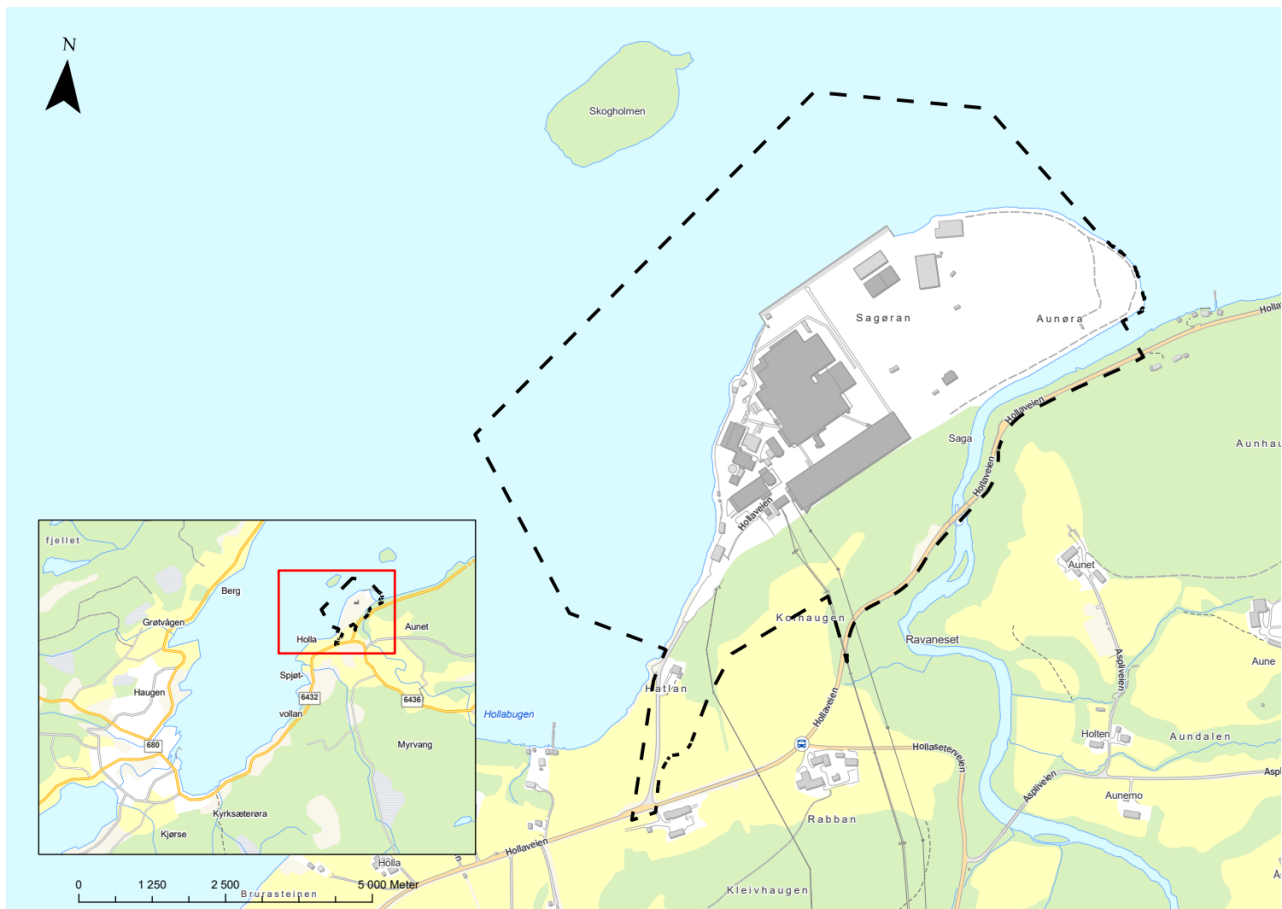 N
Skogholmen
Sagøran
Aunøra
Hollaveien
Saga
Hollaveien
Hollaveien
Hollaveien
Aunet
Kornaugen
Ravaneset
Aspliveien
Aune
Hatlan
Hollaveien
Hollabugen
Hollaseterveien
Holten
Aundalen
Aspliveien
Aunemo
Rabban
Hollaveien
Holla
Kleivhaugen
Brurasteinen
fjellet
Berg
Grøtvågen
Holla
Aunet
Spjøt-
vollan
6432
6436
Haugen
680
Myrvang
Kyrksæterøra
Kjørse
0 1 250 2 500 5 000 Meter